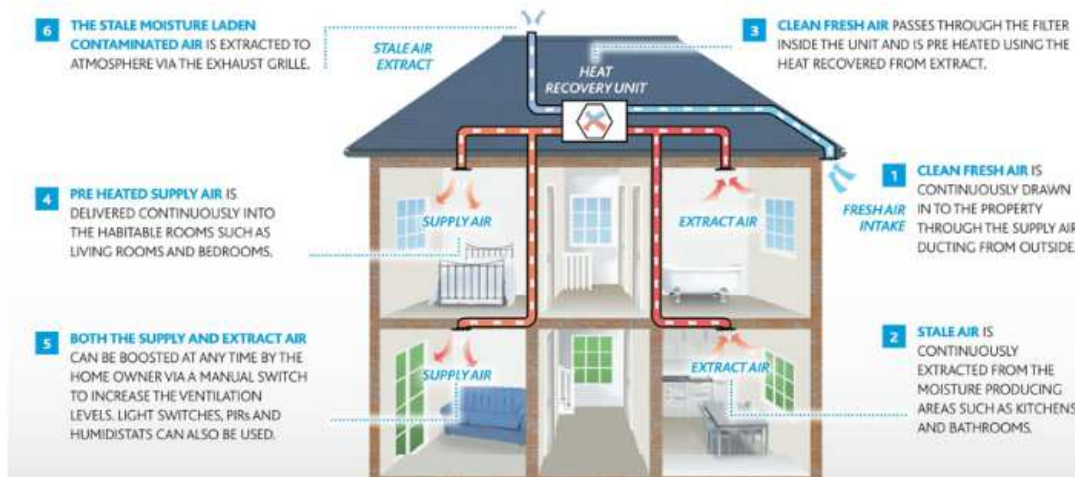 6 THE STALE MOISTURE LADEN
CONTAMINATED AIR IS EXTRACTED TO
ATMOSPHERE VIA THE EXHAUST GRILLE.
STALE AIR
EXTRACT
HEAT
RECOVERY UNIT
3 CLEAN FRESH AIR PASSES THROUGH THE FILTER
INSIDE THE UNIT AND IS PRE HEATED USING THE
HEAT RECOVERED FROM EXTRACT.
4 PRE HEATED SUPPLY AIR IS
DELIVERED CONTINUOUSLY INTO
THE HABITABLE ROOMS SUCH AS
LIVING ROOMS AND BEDROOMS.
SUPPLY AIR
EXTRACT AIR
FRESH AIR
INTAKE
1 CLEAN FRESH AIR IS
CONTINUOUSLY DRAWN
IN TO THE PROPERTY
THROUGH THE SUPPLY AIR
DUCTING FROM OUTSIDE.
5 BOTH THE SUPPLY AND EXTRACT AIR
CAN BE BOOSTED AT ANY TIME BY THE
HOME OWNER VIA A MANUAL SWITCH
TO INCREASE THE VENTILATION
LEVELS. LIGHT SWITCHES, PIRs AND
HUMIDISTATS CAN ALSO BE USED.
SUPPLY AIR
EXTRACT AIR
2 STALE AIR IS
CONTINUOUSLY
EXTRACTED FROM THE
MOISTURE PRODUCING
AREAS SUCH AS KITCHENS
AND BATHROOMS.